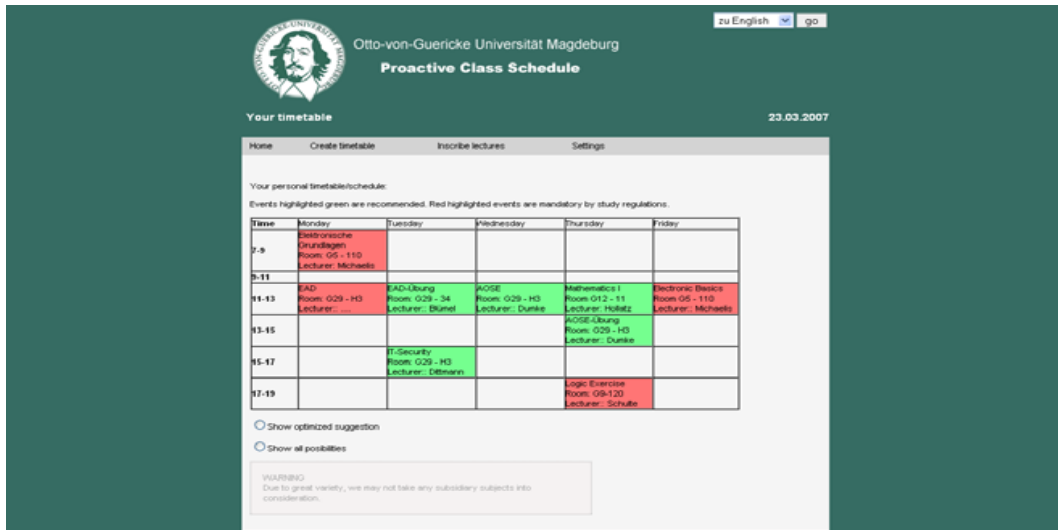 zu English go
OTTO-VON-GUERICKE-UNIVERSITÄT MAGDEBURG
Otto-von-Guericke Universität Magdeburg
Proactive Class Schedule
Your timetable 23.03.2007
Home Create timetable Inscribe lectures Settings
Your personal timetable/schedule:
Events highlighted green are recommended. Red highlighted events are mandatory by study regulations.
Time Monday Tuesday Wednesday Thursday Friday
7-9
Elektronische
Grundlagen
Room: G5 - 110
Lecturer: Michaelis
9-11
11-13
EAD
Room: G29 - H3
Lecturer:: ....
EAD-Übung
Room: G29 - 34
Lecturer:: Blümel
AOSE
Room: G29 - H3
Lecturer:: Dumke
Mathematics I
Room G12 - 11
Lecturer: Hollatz
Electronic Basics
Room G5 - 110
Lecturer:: Michaelis
13-15
AOSE-Übung
Room: G29 - H3
Lecturer:: Dumke
15-17
IT-Security
Room: G29 - H3
Lecturer:: Dittmann
17-19
Logic Exercise
Room: G9-120
Lecturer:: Schulte
Show optimized suggestion
Show all posibilities
WARNING
Due to great variety, we may not take any subsidiary subjects into
consideration.